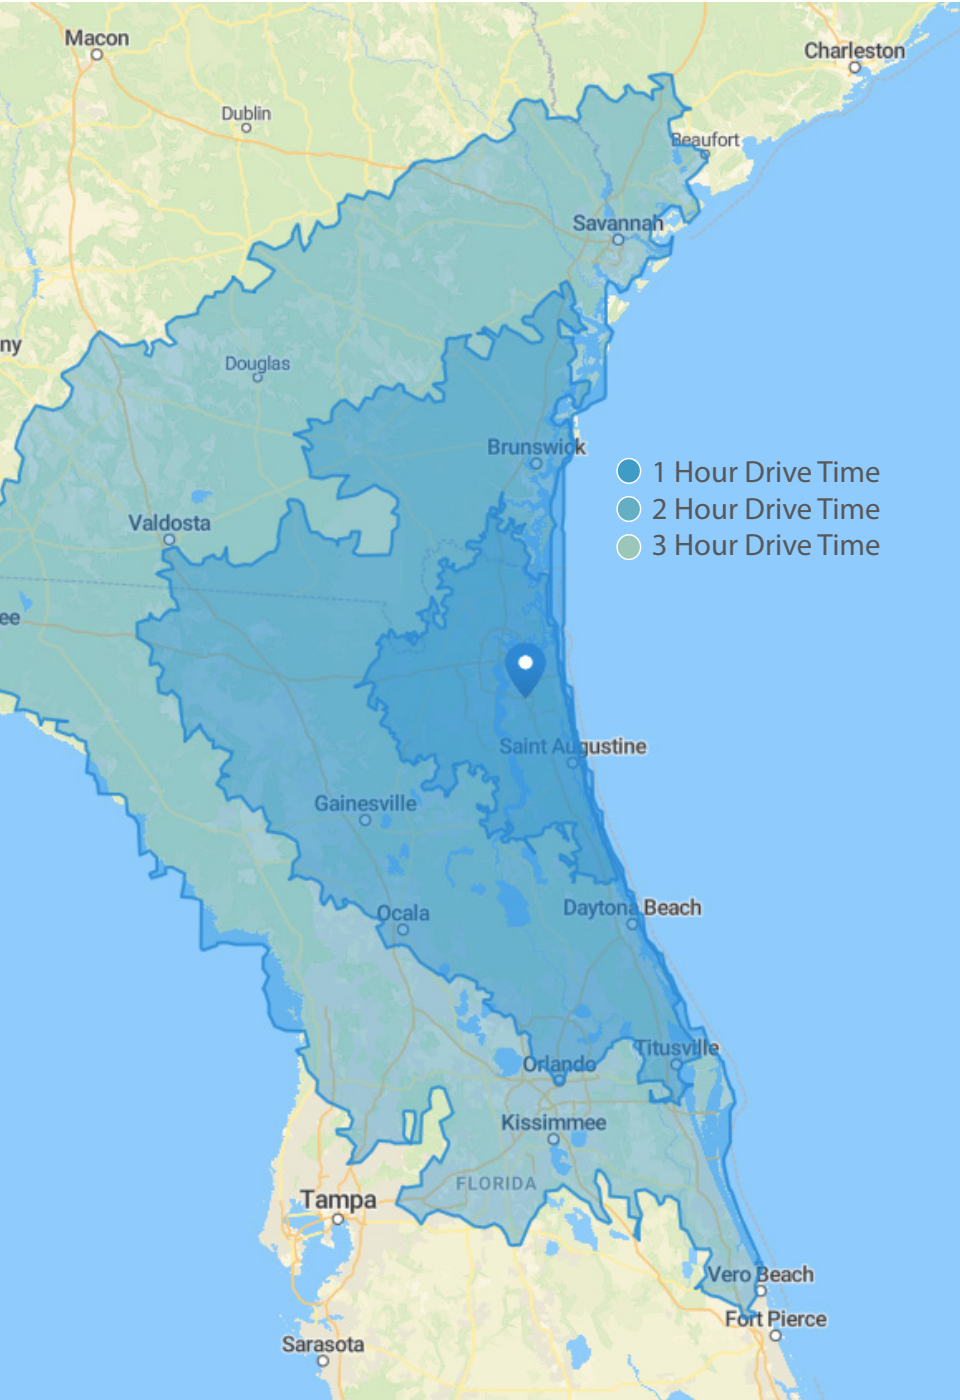 Macon
Charleston
Dublin
Beaufort
Savannah
ny
Douglas
Brunswick
1 Hour Drive Time
2 Hour Drive Time
Valdosta
3 Hour Drive Time
ee
Saint Augustine
Gainesville
Daytona Beach
Ocala
Titusville
Orlando
Kissimmee
FLORIDA
Tampa
Vero Beach
Fort Pierce
Sarasota